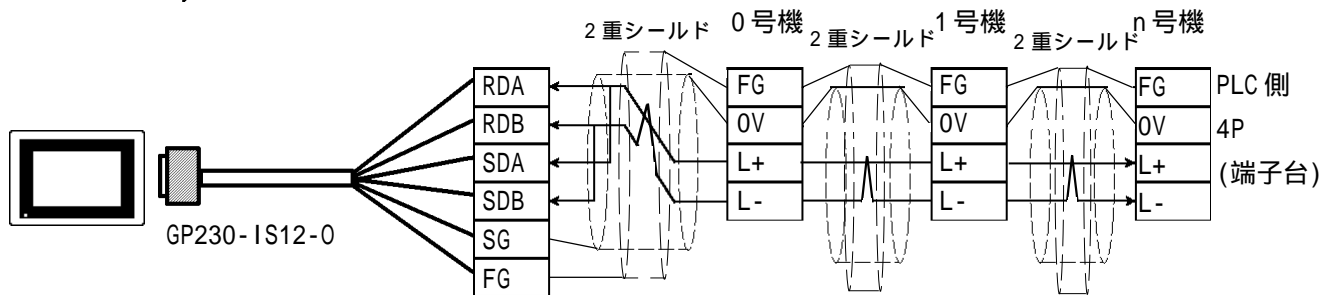 2重シールド 0号機 2重シールド 1号機 2重シールド n号機
RDA FG FG FG PLC側
RDB 0V 0V 0V 4P
SDA L+ L+ L+ (端子台)
SDB L- L- L-
GP230-IS12-0 SG
FG